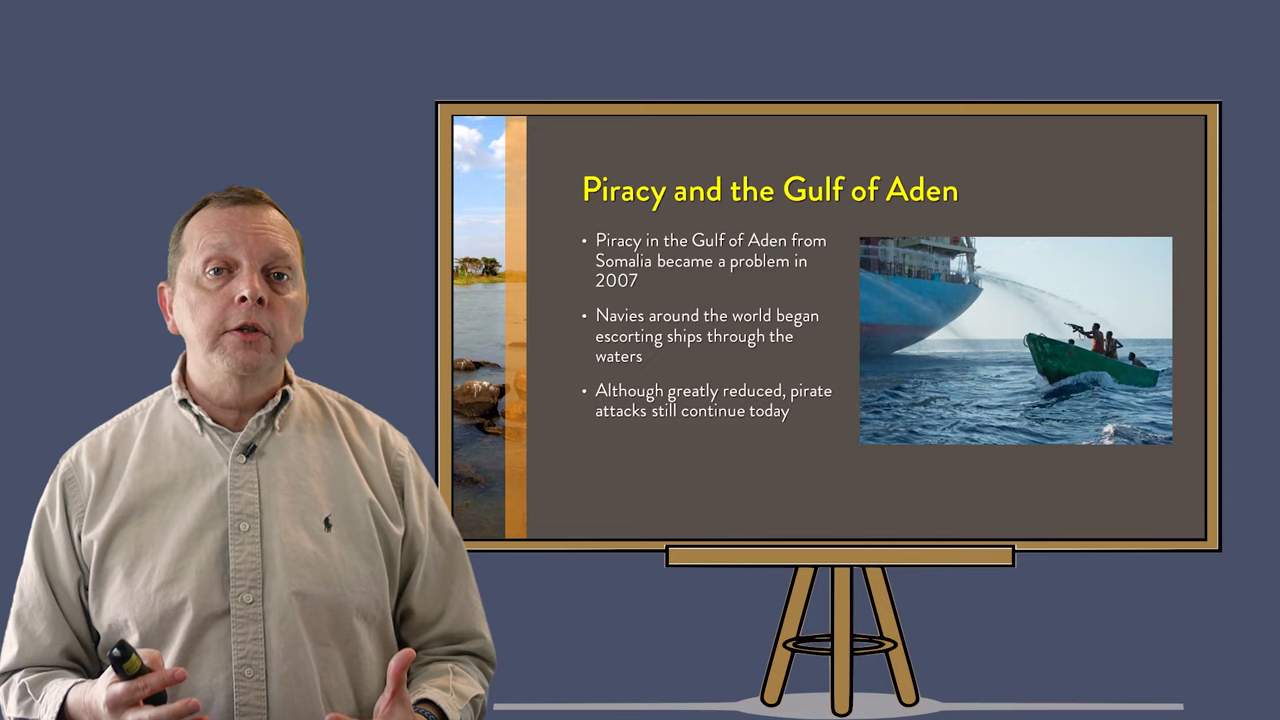 Piracy and the Gulf of Aden
• Piracy in the Gulf of Aden from
Somalia became a problem in
2007
• Navies around the world began
escorting ships through the
waters
• Although greatly reduced, pirate
attacks still continue today